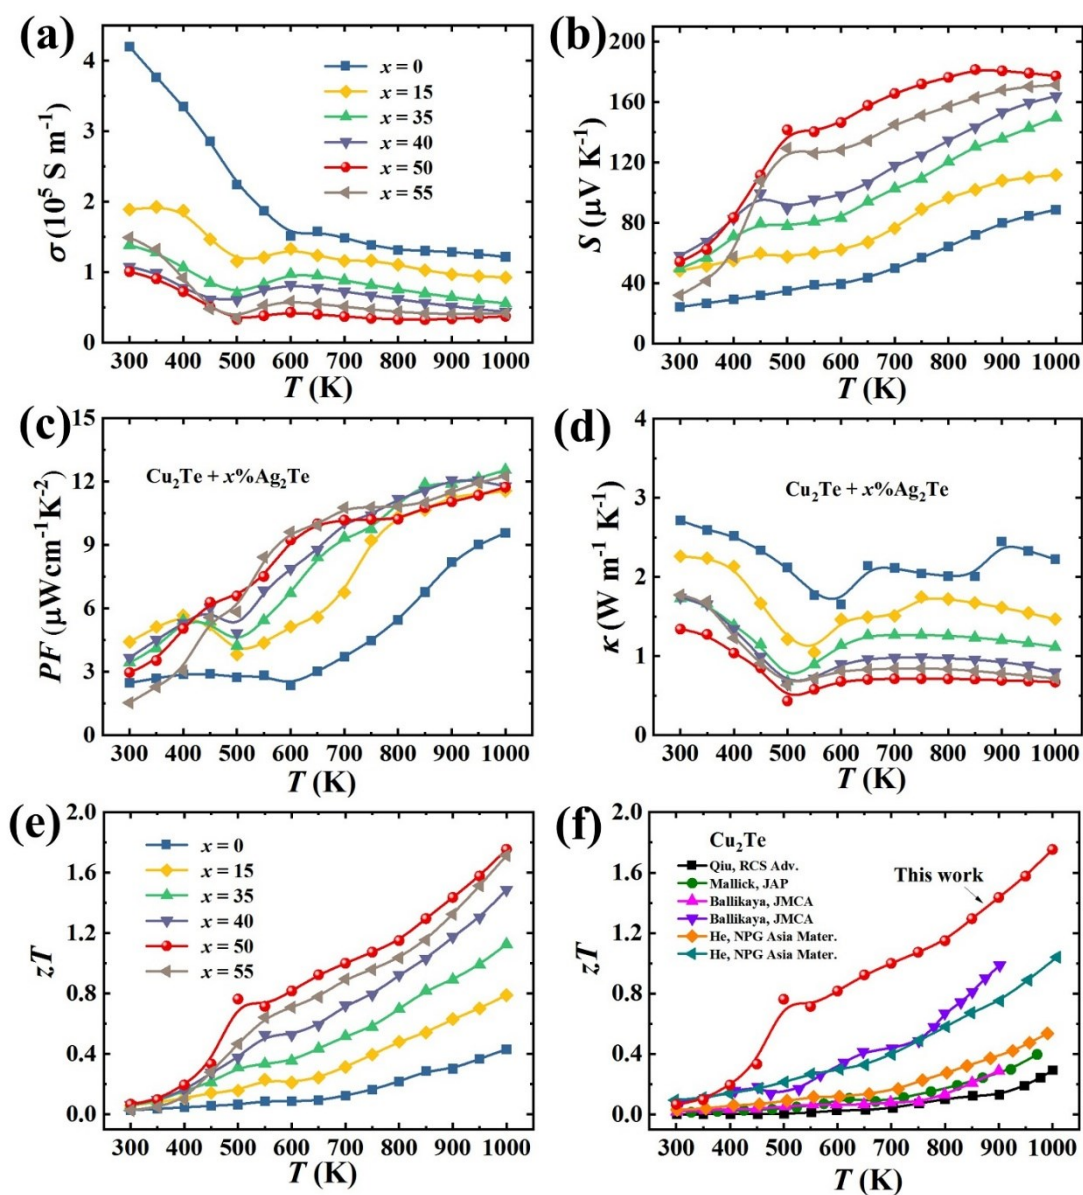 (a)
σ (10⁵ S m⁻¹)
4
3
2
1
0
x = 0
x = 15
x = 35
x = 40
x = 50
x = 55
300 400 500 600 700 800 900 1000
T (K)
(b)
S (μV K⁻¹)
200
160
120
80
40
0
300 400 500 600 700 800 900 1000
T (K)
(c)
PF (μWcm⁻¹K⁻²)
15
12
9
6
3
0
Cu₂Te + x%Ag₂Te
300 400 500 600 700 800 900 1000
T (K)
(d)
κ (W m⁻¹ K⁻¹)
4
3
2
1
0
Cu₂Te + x%Ag₂Te
300 400 500 600 700 800 900 1000
T (K)
(e)
zT
2.0
1.6
1.2
0.8
0.4
0.0
x = 0
x = 15
x = 35
x = 40
x = 50
x = 55
300 400 500 600 700 800 900 1000
T (K)
(f)
zT
2.0
1.6
1.2
0.8
0.4
0.0
Cu₂Te
Qiu, RCS Adv.
Mallick, JAP
Ballikaya, JMCA
Ballikaya, JMCA
He, NPG Asia Mater.
He, NPG Asia Mater.
This work
300 400 500 600 700 800 900 1000
T (K)